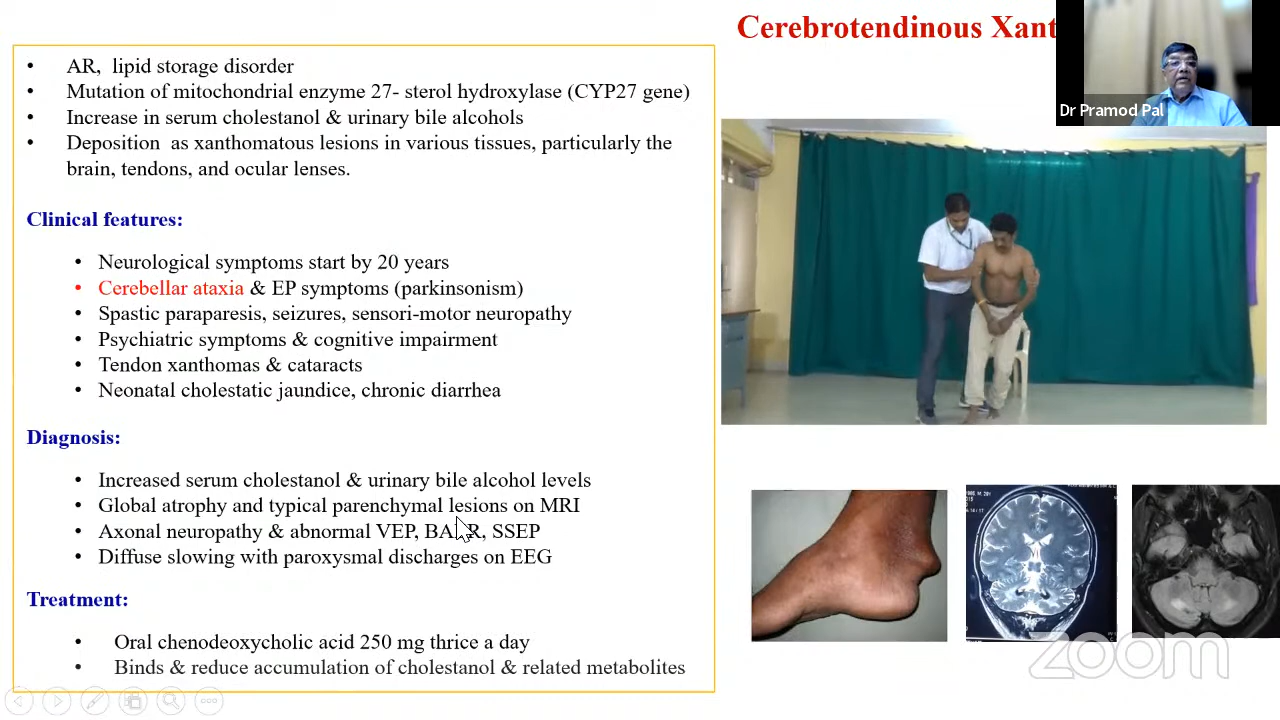 Cerebrotendinous Xant
Dr Pramod Pal
• AR, lipid storage disorder
• Mutation of mitochondrial enzyme 27- sterol hydroxylase (CYP27 gene)
• Increase in serum cholestanol & urinary bile alcohols
• Deposition as xanthomatous lesions in various tissues, particularly the
brain, tendons, and ocular lenses.
Clinical features:
• Neurological symptoms start by 20 years
• Cerebellar ataxia & EP symptoms (parkinsonism)
• Spastic paraparesis, seizures, sensori-motor neuropathy
• Psychiatric symptoms & cognitive impairment
• Tendon xanthomas & cataracts
• Neonatal cholestatic jaundice, chronic diarrhea
Diagnosis:
• Increased serum cholestanol & urinary bile alcohol levels
• Global atrophy and typical parenchymal lesions on MRI
• Axonal neuropathy & abnormal VEP, BAER, SSEP
• Diffuse slowing with paroxysmal discharges on EEG
Treatment:
• Oral chenodeoxycholic acid 250 mg thrice a day
• Binds & reduce accumulation of cholestanol & related metabolites
zoom